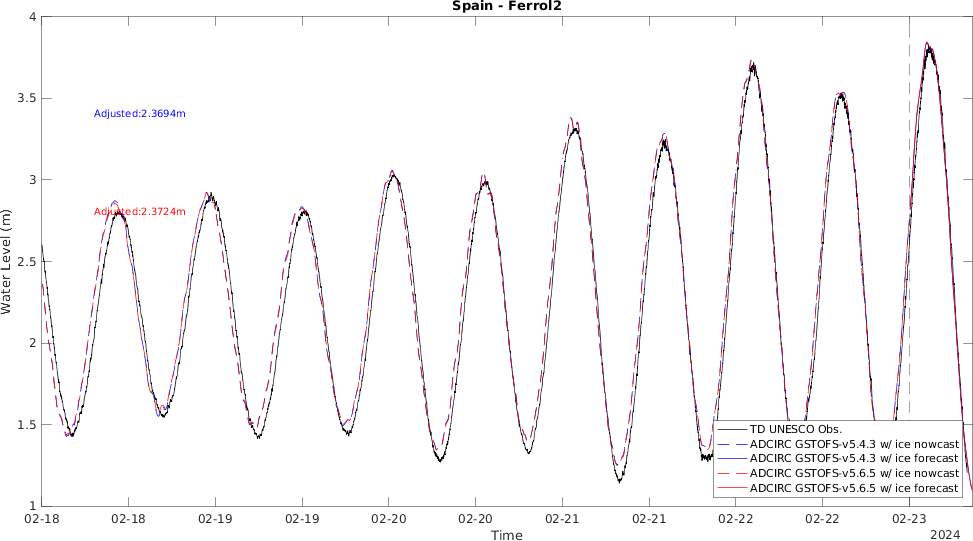 Spain - Ferrol2
4
3.5
3
2.5
2
1.5
1
Water Level (m)
Adjusted:2.3694m
Adjusted:2.3724m
TD UNESCO Obs.
ADCIRC GSTOFS-v5.4.3 w/ ice nowcast
ADCIRC GSTOFS-v5.4.3 w/ ice forecast
ADCIRC GSTOFS-v5.6.5 w/ ice nowcast
ADCIRC GSTOFS-v5.6.5 w/ ice forecast
02-18 02-18 02-19 02-19 02-20 02-20 02-21 02-21 02-22 02-22 02-23
Time
2024